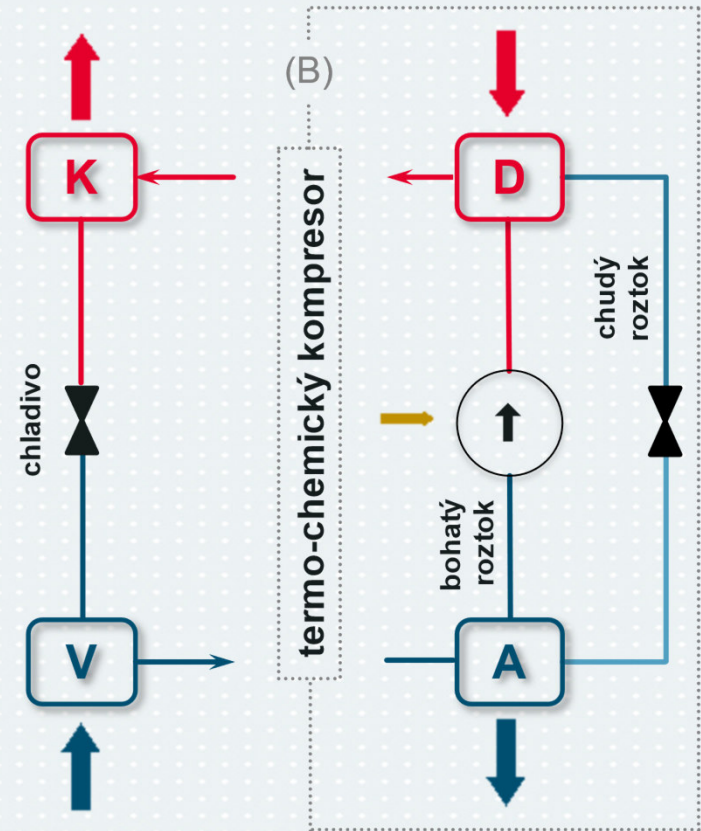 (B)
K
D
termo-chemický kompresor
chudý
roztok
chladivo
bohatý
roztok
V
A